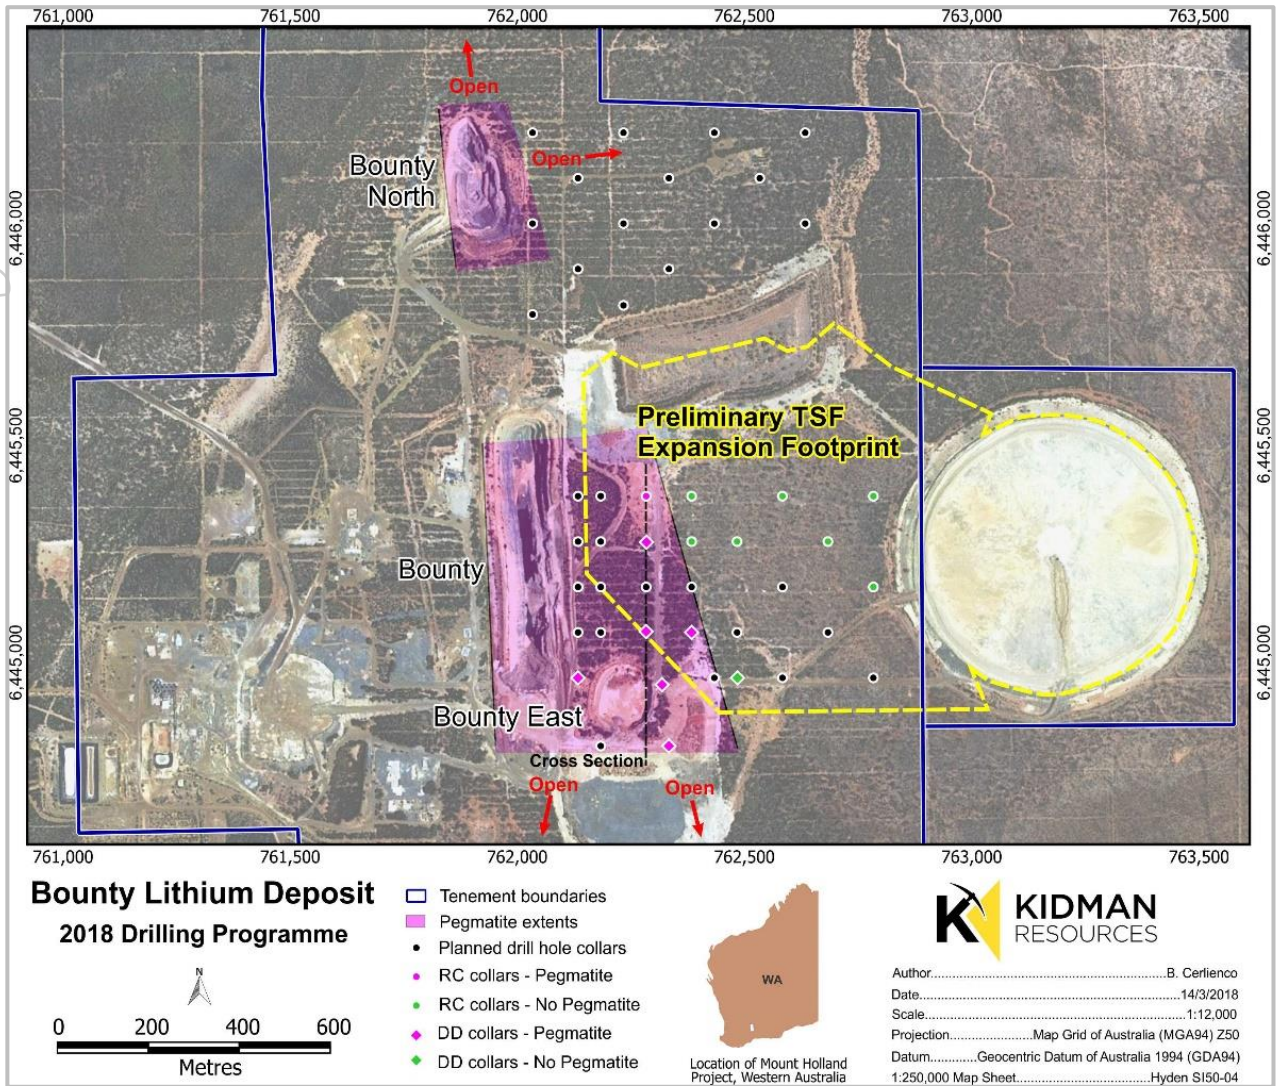 761,000 761,500 762,000 762,500 763,000 763,500
Open
Bounty
North
Open
6,446,000
6,446,000
Preliminary TSF
Expansion Footprint
6,445,500
6,445,500
Bounty
6,445,000
6,445,000
Bounty East
Cross Section
Open
Open
761,000 761,500 762,000 762,500 763,000 763,500
Bounty Lithium Deposit
2018 Drilling Programme
N
0 200 400 600
Metres
Tenement boundaries
Pegmatite extents
Planned drill hole collars
RC collars - Pegmatite
RC collars - No Pegmatite
DD collars - Pegmatite
DD collars - No Pegmatite
WA
Location of Mount Holland
Project, Western Australia
K
KIDMAN
RESOURCES
Author......B. Cerlienco
Date......14/3/2018
Scale......1:12,000
Projection......Map Grid of Australia (MGA94) Z50
Datum......Geocentric Datum of Australia 1994 (GDA94)
1:250,000 Map Sheet......Hyden SI50-04